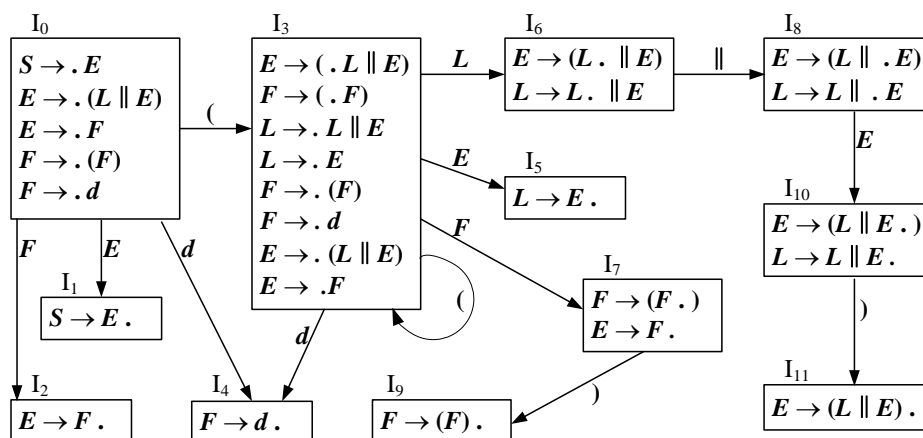 I0
S → . E
E → . (L ‖ E)
E → . F
F → . (F)
F → . d
(
F
E
d
I1
S → E .
I2
E → F .
I3
E → ( . L ‖ E)
F → ( . F)
L → . L ‖ E
L → . E
F → . (F)
F → . d
E → . (L ‖ E)
E → . F
L
E
F
(
d
I4
F → d .
I5
L → E .
I6
E → (L . ‖ E)
L → L . ‖ E
‖
I7
F → (F . )
E → F .
)
I8
E → (L ‖ . E)
L → L ‖ . E
E
I9
F → (F) .
I10
E → (L ‖ E . )
L → L ‖ E .
)
I11
E → (L ‖ E) .